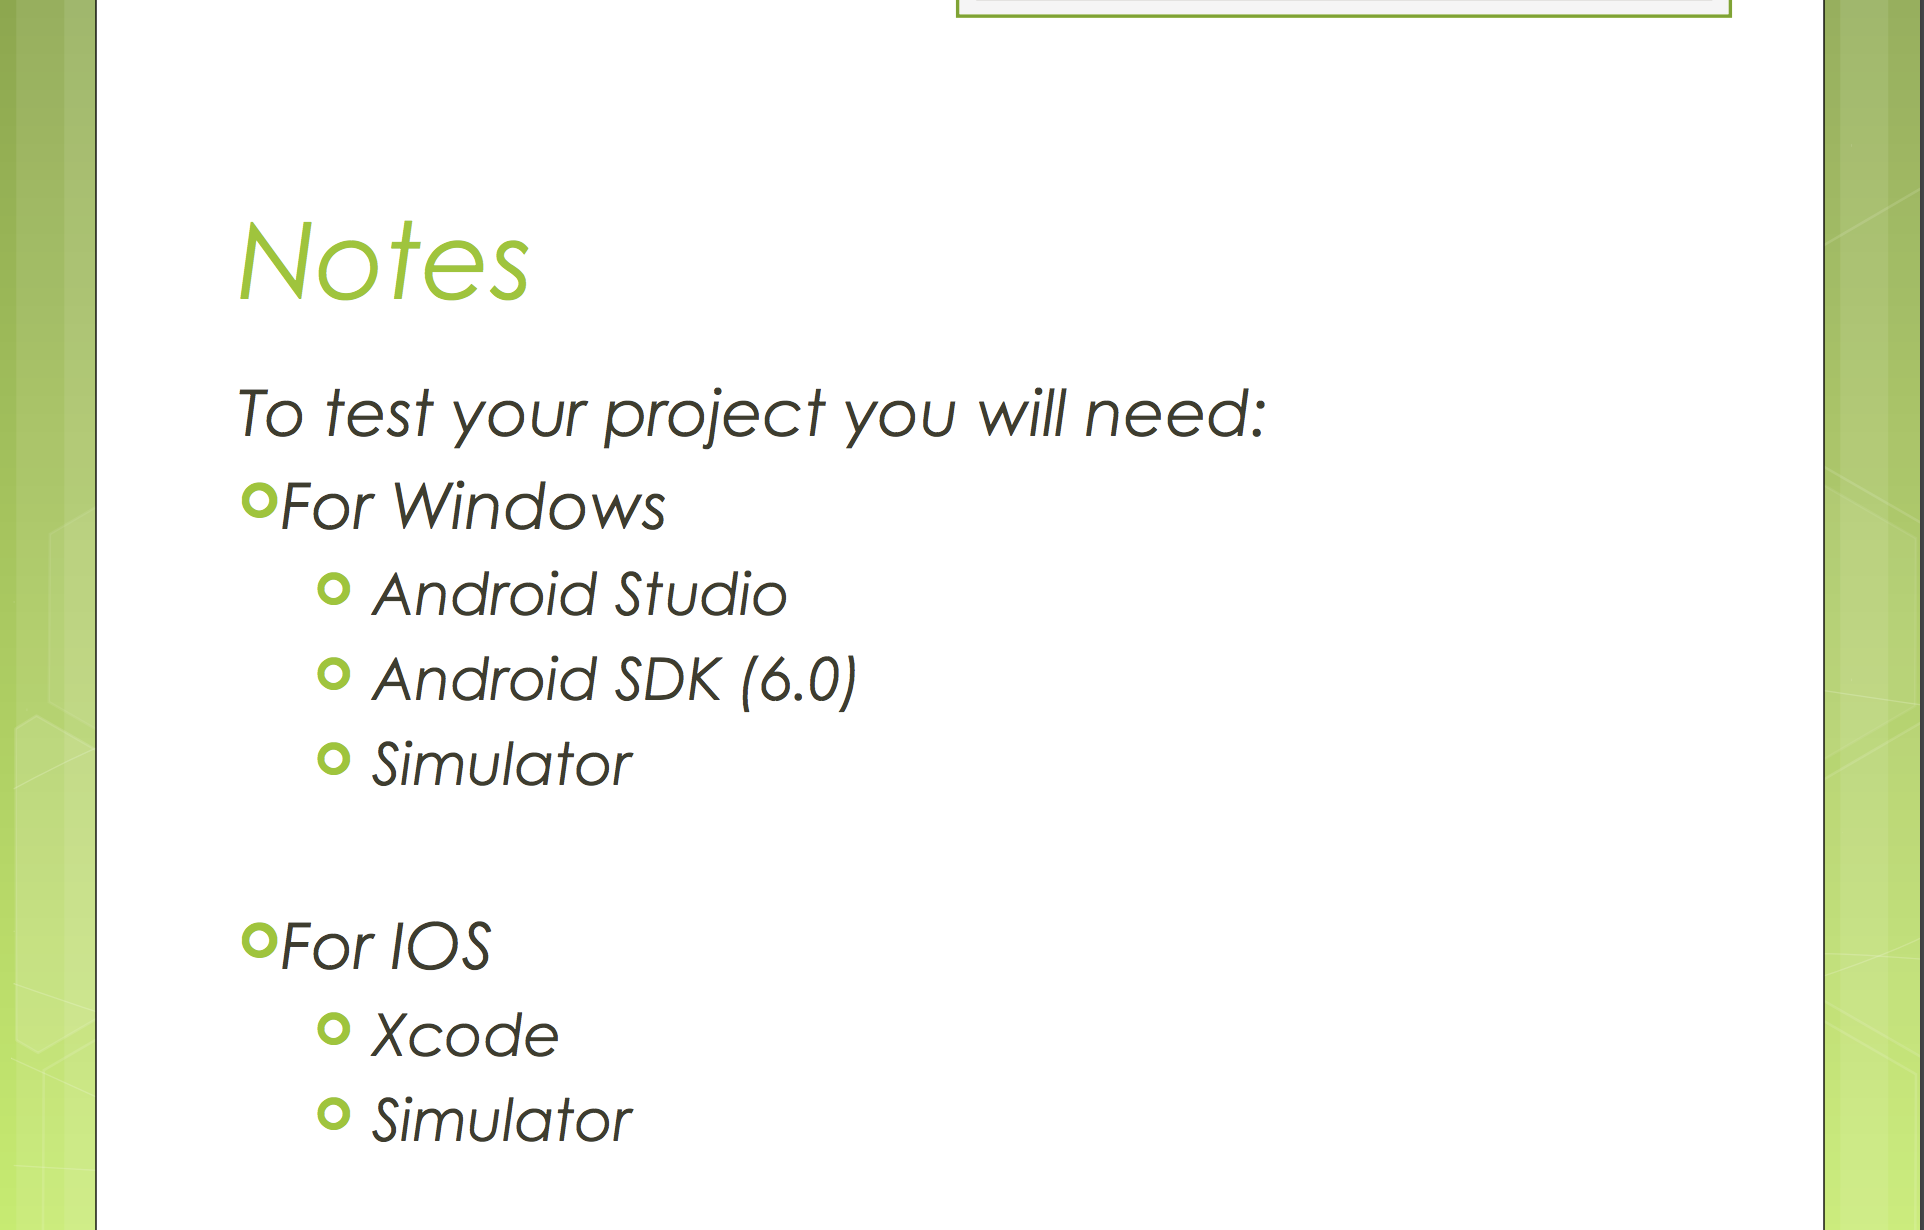 Notes
To test your project you will need:
For Windows
Android Studio
Android SDK (6.0)
Simulator
For IOS
Xcode
Simulator